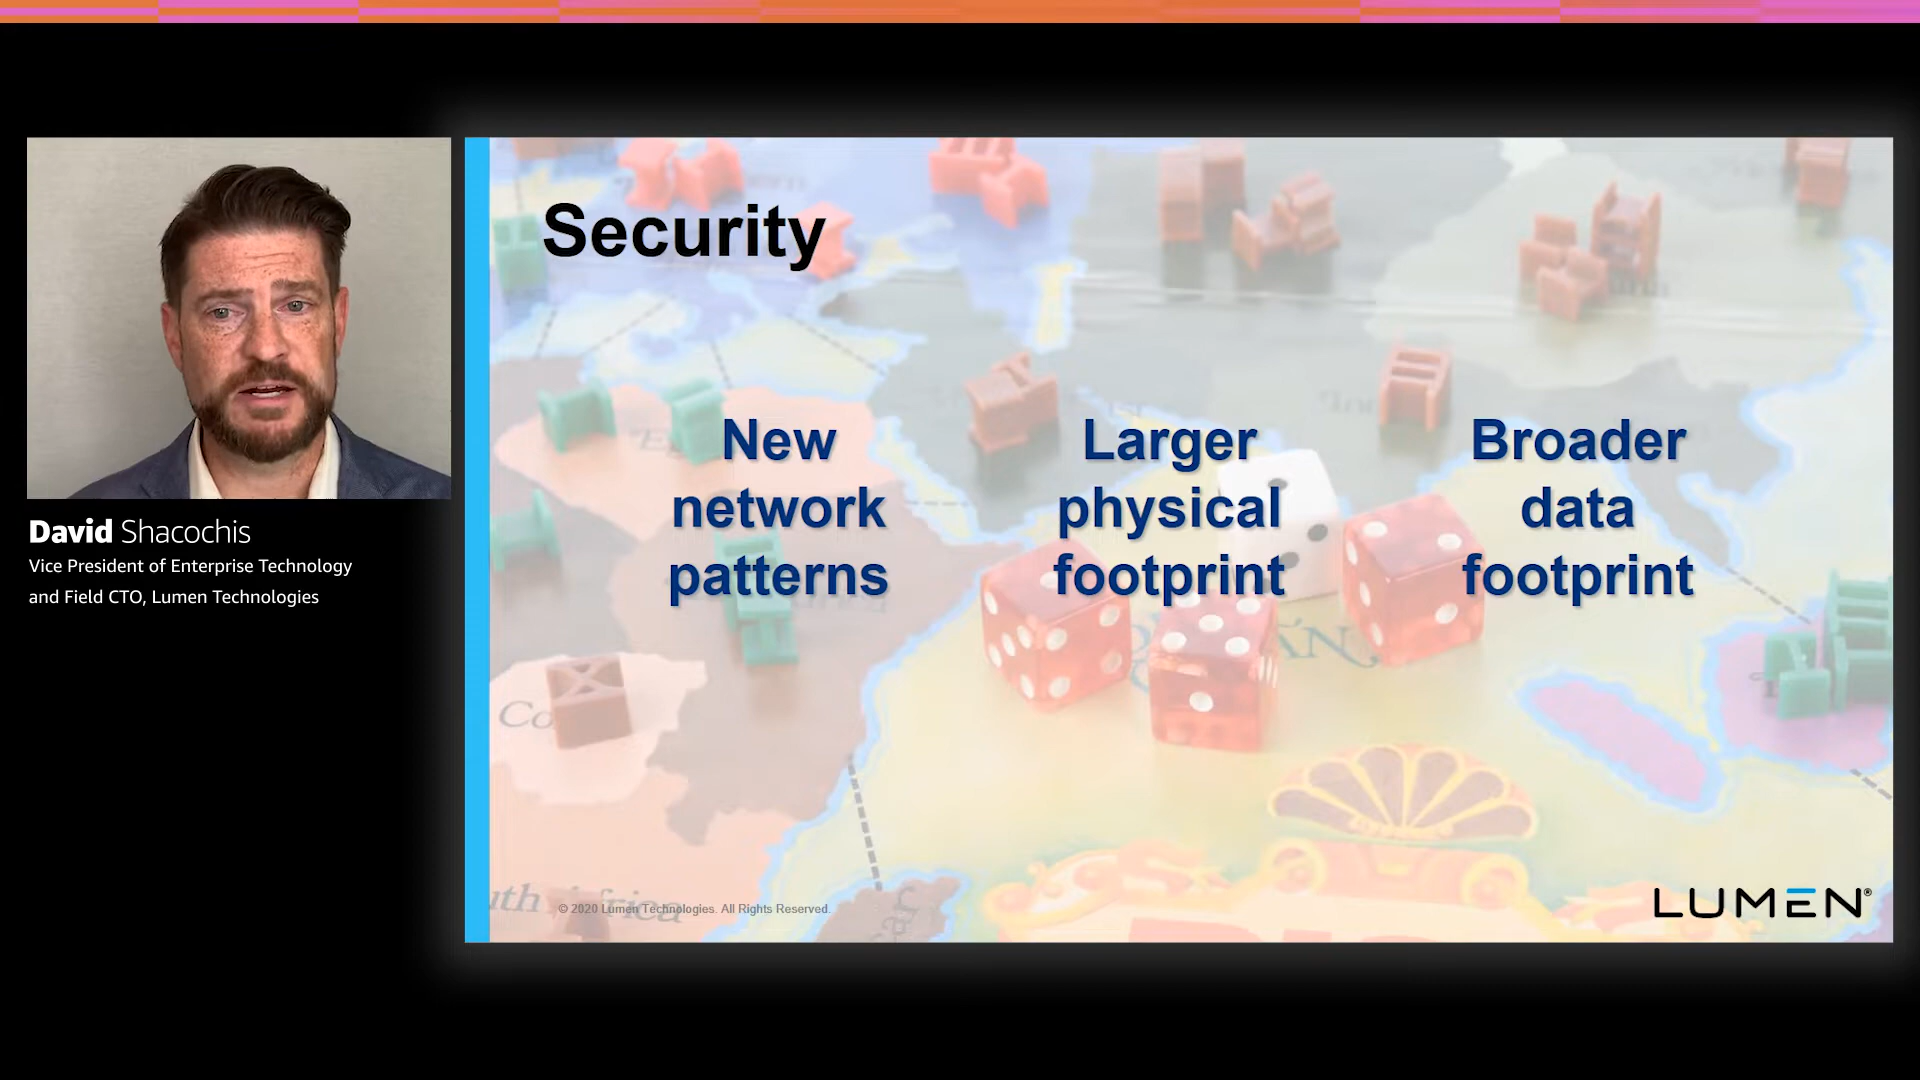 Security
New
network
patterns
Larger
physical
footprint
Broader
data
footprint
David Shacochis
Vice President of Enterprise Technology
and Field CTO, Lumen Technologies
© 2020 Lumen Technologies. All Rights Reserved.
LUMEN®